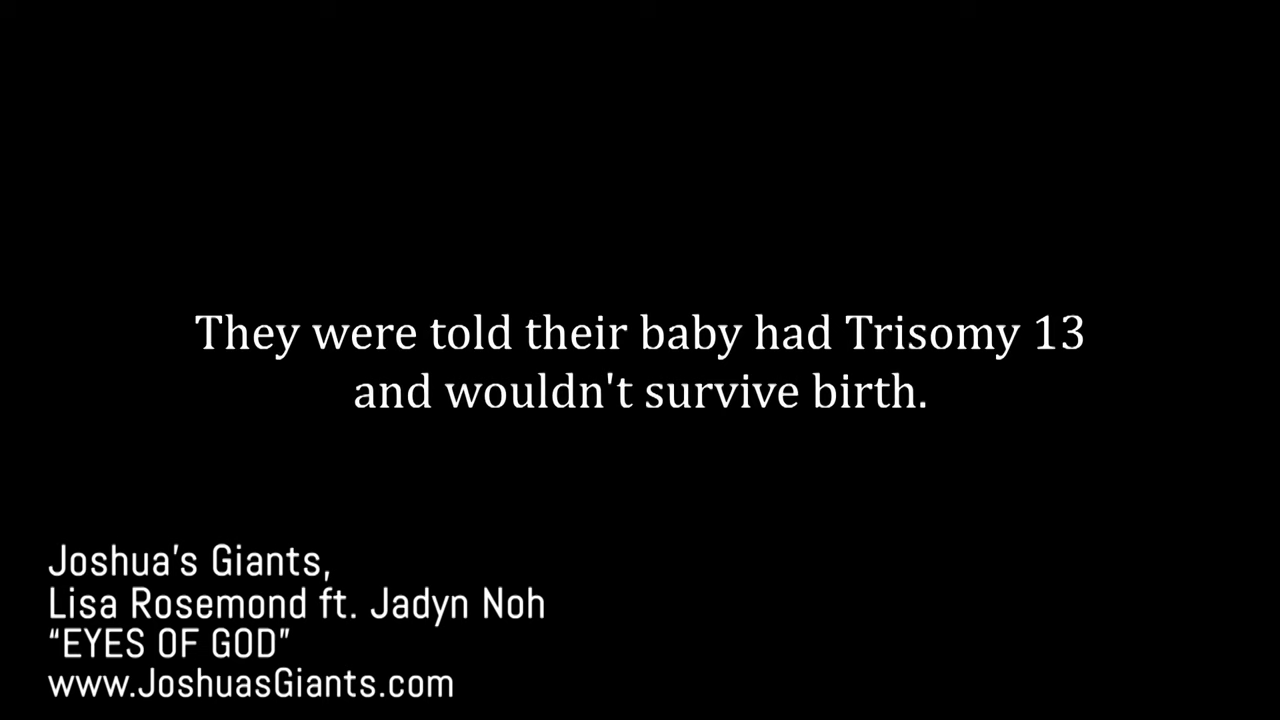 They were told their baby had Trisomy 13
and wouldn't survive birth.
Joshua's Giants,
Lisa Rosemond ft. Jadyn Noh
“EYES OF GOD”
www.JoshuasGiants.com